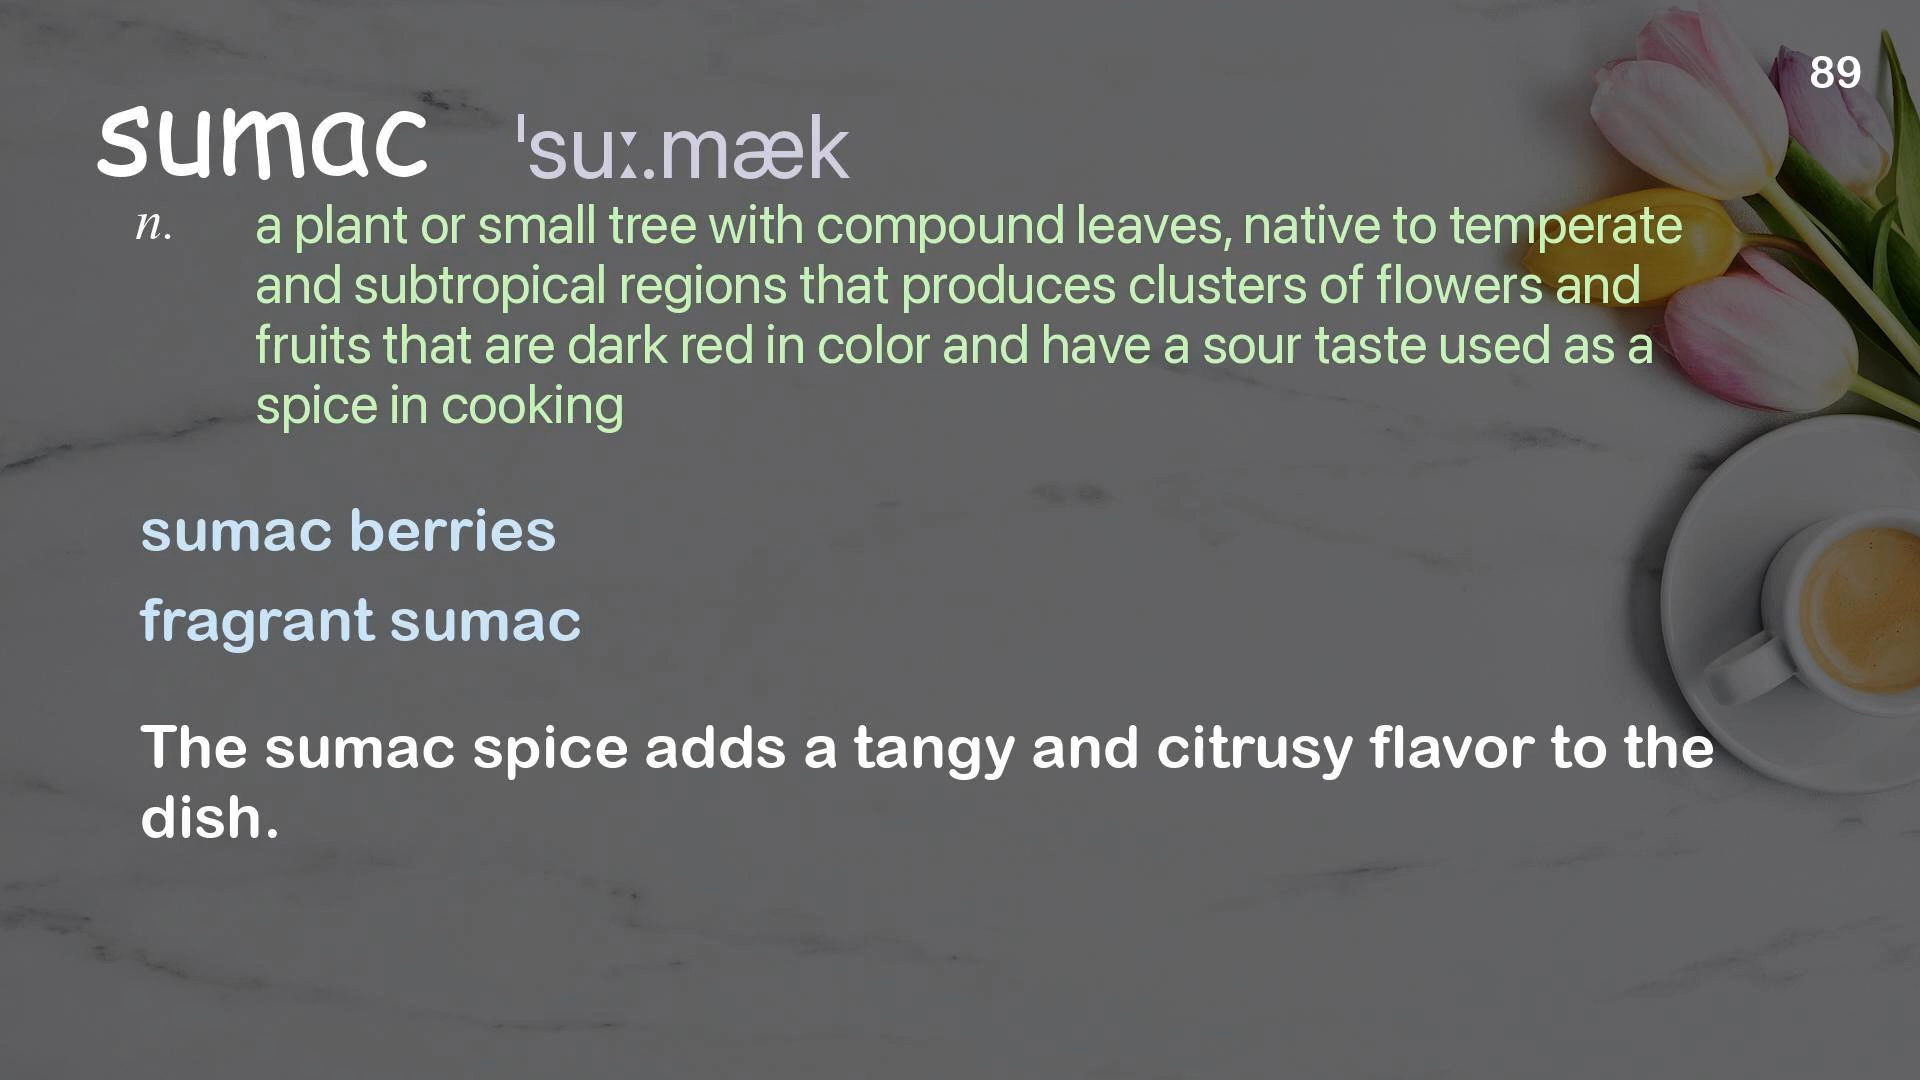 89
sumac ˈsuː.mæk
n. a plant or small tree with compound leaves, native to temperate
and subtropical regions that produces clusters of flowers and
fruits that are dark red in color and have a sour taste used as a
spice in cooking
sumac berries
fragrant sumac
The sumac spice adds a tangy and citrusy flavor to the
dish.